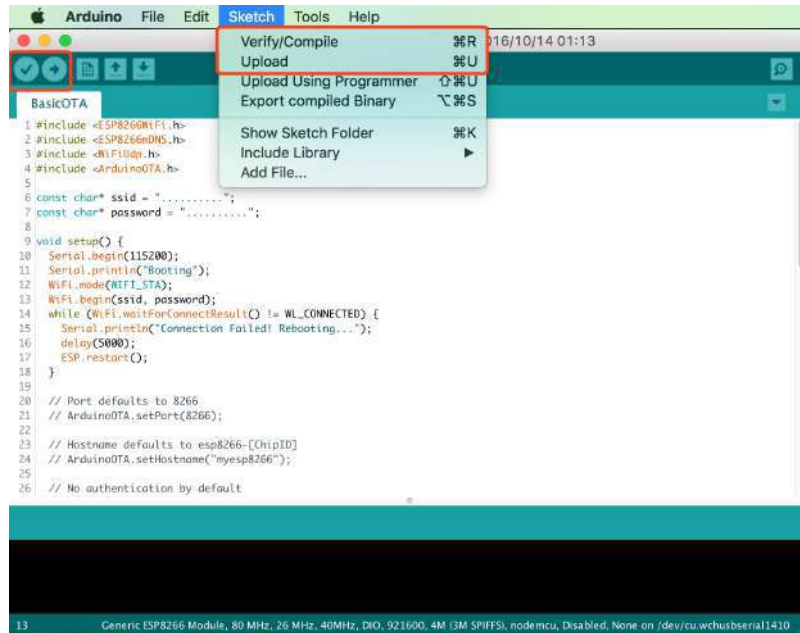 Arduino File Edit Sketch Tools Help
16/10/14 01:13
Verify/Compile ⌘R
Upload ⌘U
Upload Using Programmer ⇧⌘U
Export compiled Binary ⌥⌘S
Show Sketch Folder ⌘K
Include Library ▶
Add File...
BasicOTA
1 #include <ESP8266WiFi.h>
2 #include <ESP8266mDNS.h>
3 #include <WiFiUdp.h>
4 #include <ArduinoOTA.h>
5
6 const char* ssid = "..........";
7 const char* password = "..........";
8
9 void setup() {
10 Serial.begin(115200);
11 Serial.println("Booting");
12 WiFi.mode(WIFI_STA);
13 WiFi.begin(ssid, password);
14 while (WiFi.waitForConnectResult() != WL_CONNECTED) {
15 Serial.println("Connection Failed! Rebooting...");
16 delay(5000);
17 ESP.restart();
18 }
19
20 // Port defaults to 8266
21 // ArduinoOTA.setPort(8266);
22
23 // Hostname defaults to esp8266-[ChipID]
24 // ArduinoOTA.setHostname("myesp8266");
25
26 // No authentication by default
13 Generic ESP8266 Module, 80 MHz, 26 MHz, 40MHz, DIO, 921600, 4M (3M SPIFFS), nodemcu, Disabled, None on /dev/cu.wchusbserial1410